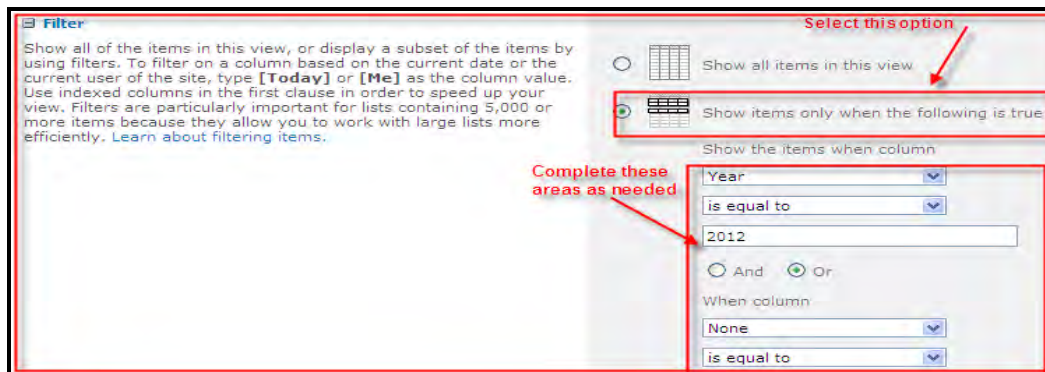 Filter
Show all of the items in this view, or display a subset of the items by
using filters. To filter on a column based on the current date or the
current user of the site, type [Today] or [Me] as the column value.
Use indexed columns in the first clause in order to speed up your
view. Filters are particularly important for lists containing 5,000 or
more items because they allow you to work with large lists more
efficiently. Learn about filtering items.
Select this option
Show all items in this view
Show items only when the following is true
Show the items when column
Complete these
areas as needed
Year
is equal to
2012
And Or
When column
None
is equal to